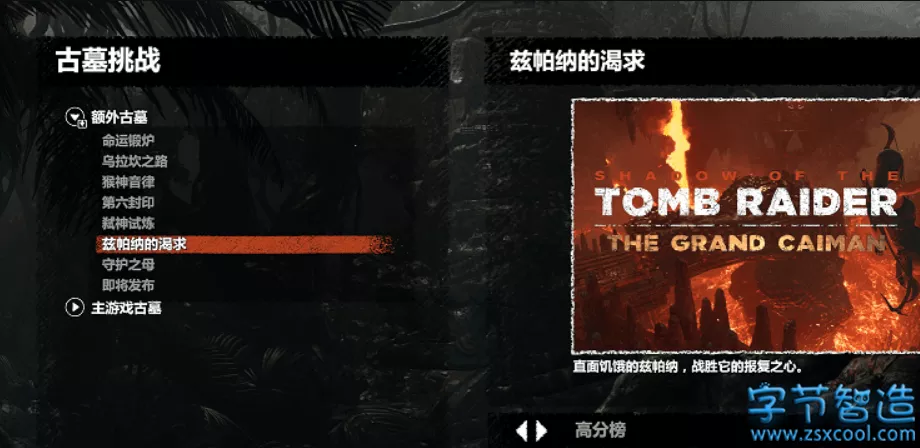 古墓挑战
额外古墓
命运锻炉
乌拉坎之路
猴神音律
第六封印
弑神试炼
兹帕纳的渴求
守护之母
即将发布
主游戏古墓
兹帕纳的渴求
SHADOW OF THE
TOMB RAIDER
THE GRAND CAIMAN
直面饥饿的兹帕纳，战胜它的报复之心。
高分榜
字节智造
www.zsxcool.com